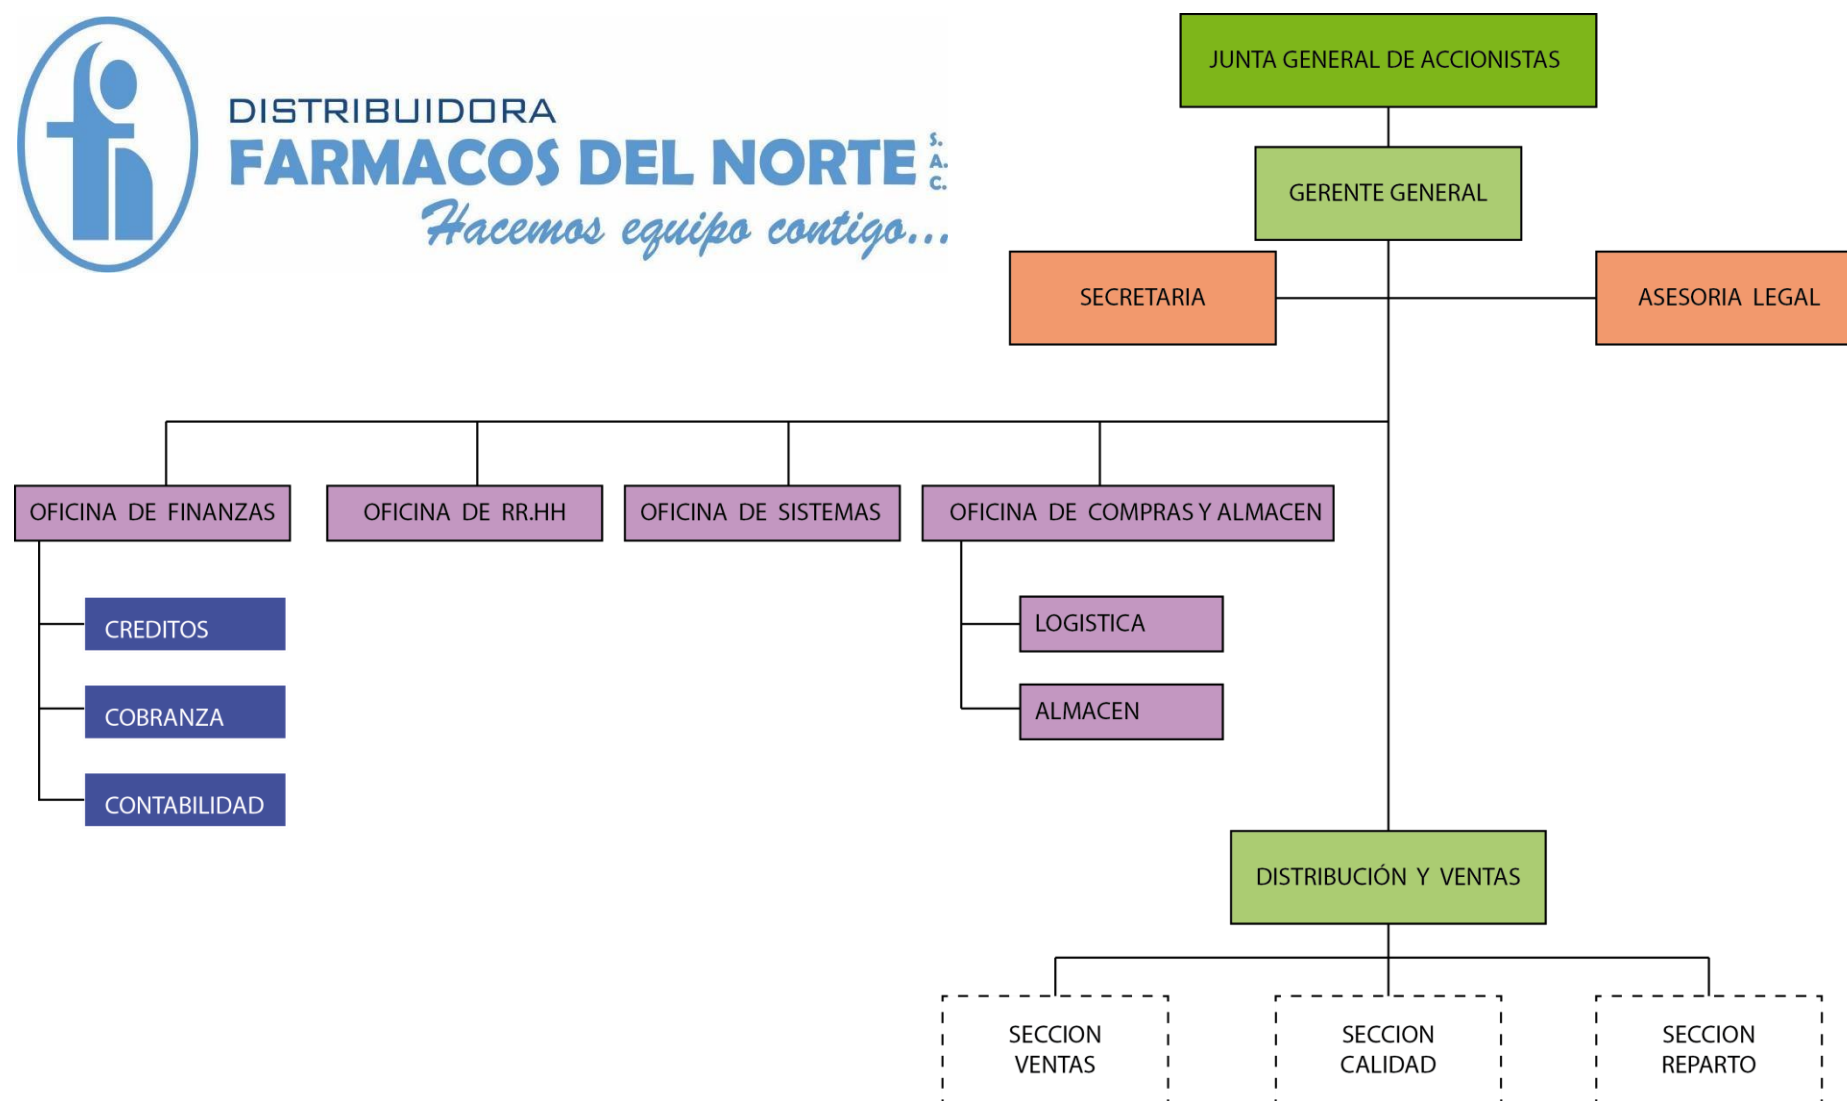 DISTRIBUIDORA
FARMACOS DEL NORTE S.A.C.
Hacemos equipo contigo...
JUNTA GENERAL DE ACCIONISTAS
GERENTE GENERAL
SECRETARIA
ASESORIA LEGAL
OFICINA DE FINANZAS
OFICINA DE RR.HH
OFICINA DE SISTEMAS
OFICINA DE COMPRAS Y ALMACEN
CREDITOS
COBRANZA
CONTABILIDAD
LOGISTICA
ALMACEN
DISTRIBUCIÓN Y VENTAS
SECCION
VENTAS
SECCION
CALIDAD
SECCION
REPARTO